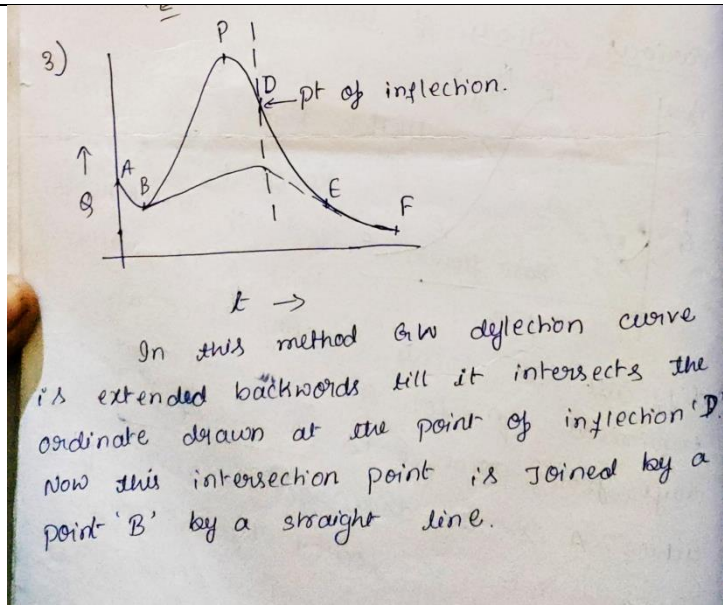 3)
P
D
← pt of inflection.
A
B
↑
Q
E
F
t →
In this method GW deflection curve
is extended backwords till it intersects the
ordinate drawn at the point of inflection 'D'.
Now this intersection point is Joined by a
point 'B' by a straight line.